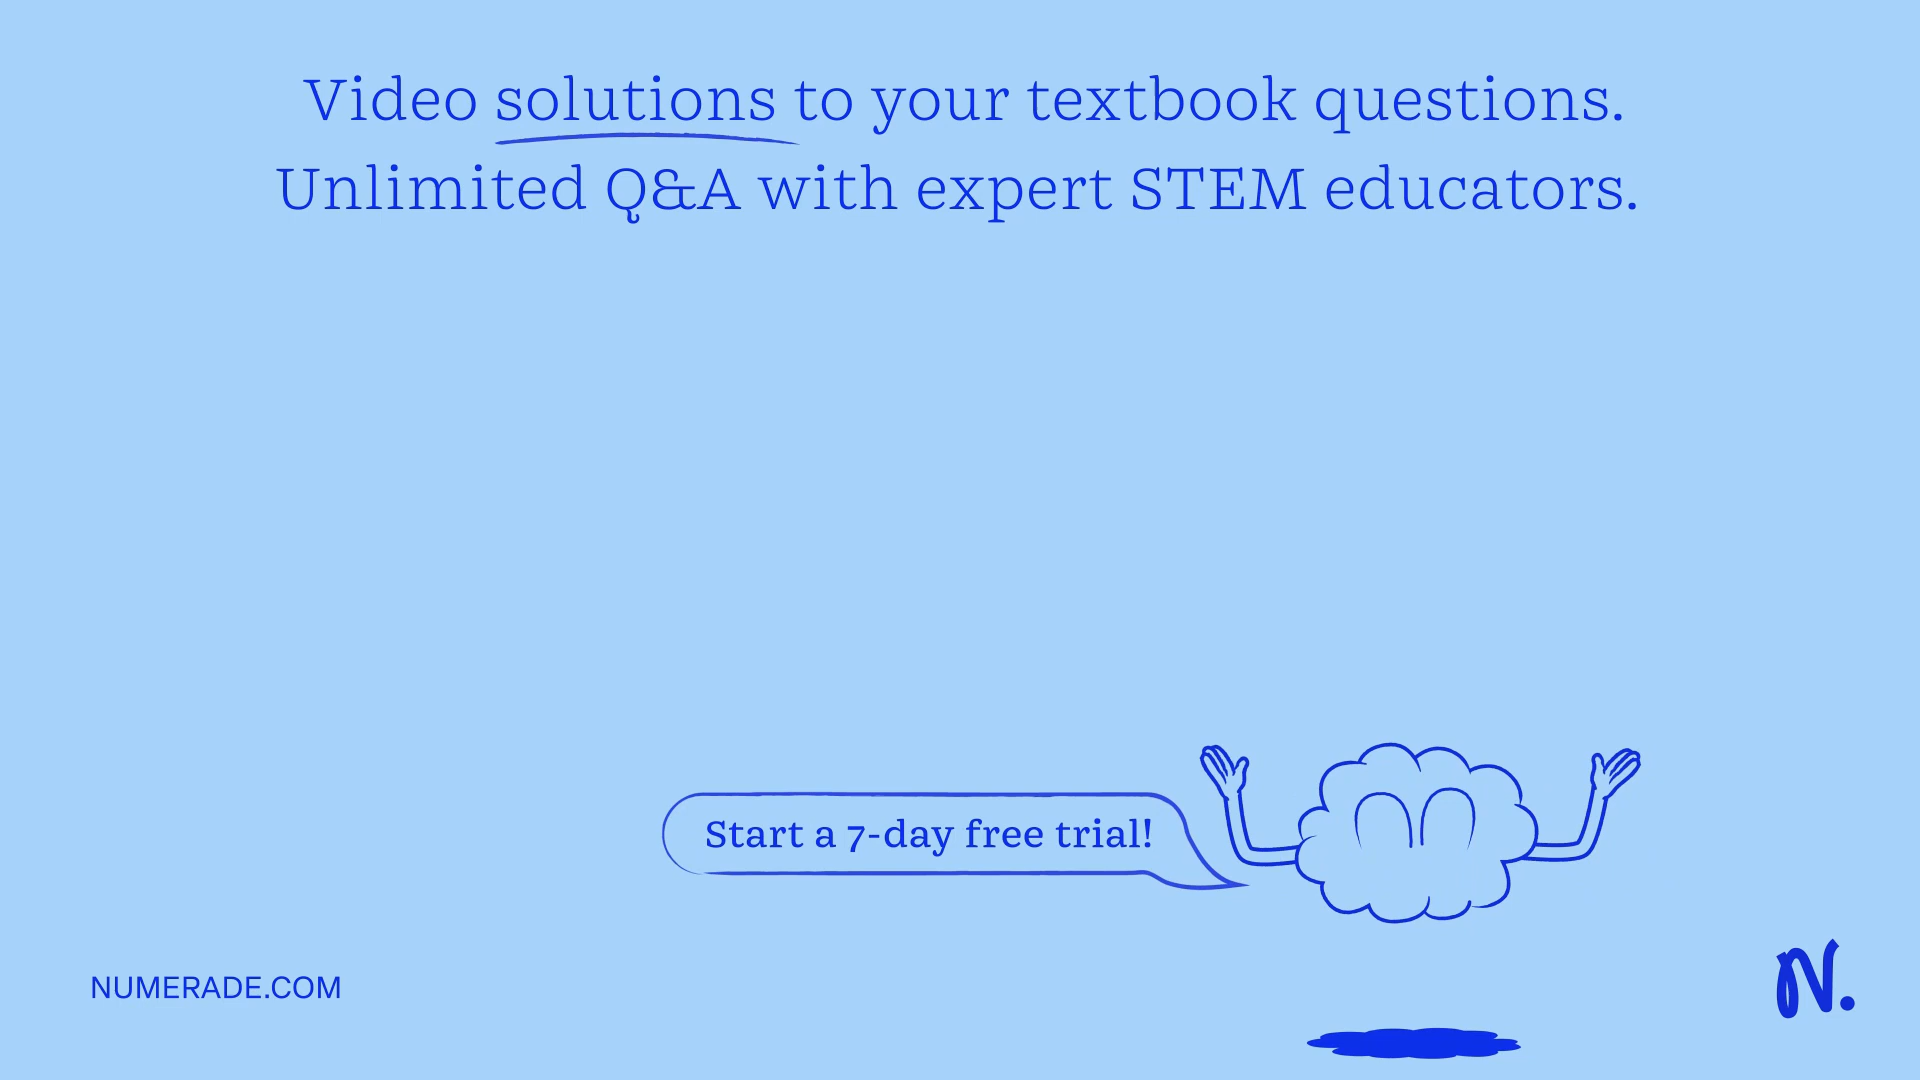 Video solutions to your textbook questions.
Unlimited Q&A with expert STEM educators.
Start a 7-day free trial!
NUMERADE.COM
N.